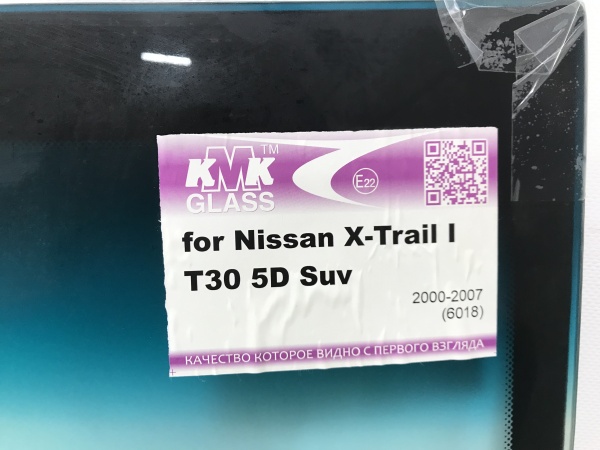 KMK™
GLASS
E22
for Nissan X-Trail I
T30 5D Suv
2000-2007
(6018)
КАЧЕСТВО КОТОРОЕ ВИДНО С ПЕРВОГО ВЗГЛЯДА